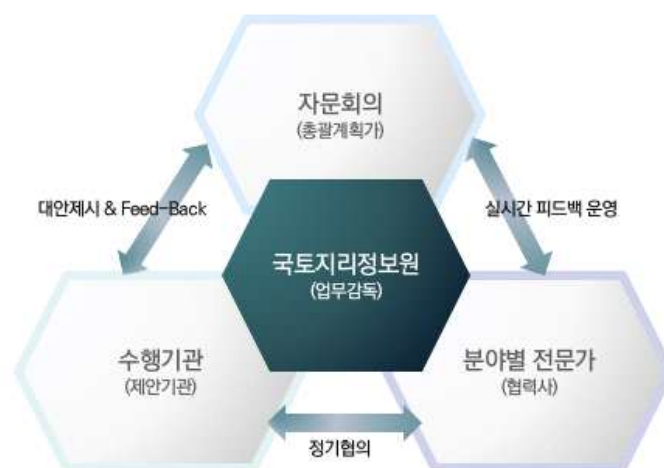 자문회의
(총괄계획가)
대안제시 & Feed-Back
실시간 피드백 운영
국토지리정보원
(업무감독)
수행기관
(제안기관)
분야별 전문가
(협력사)
정기협의